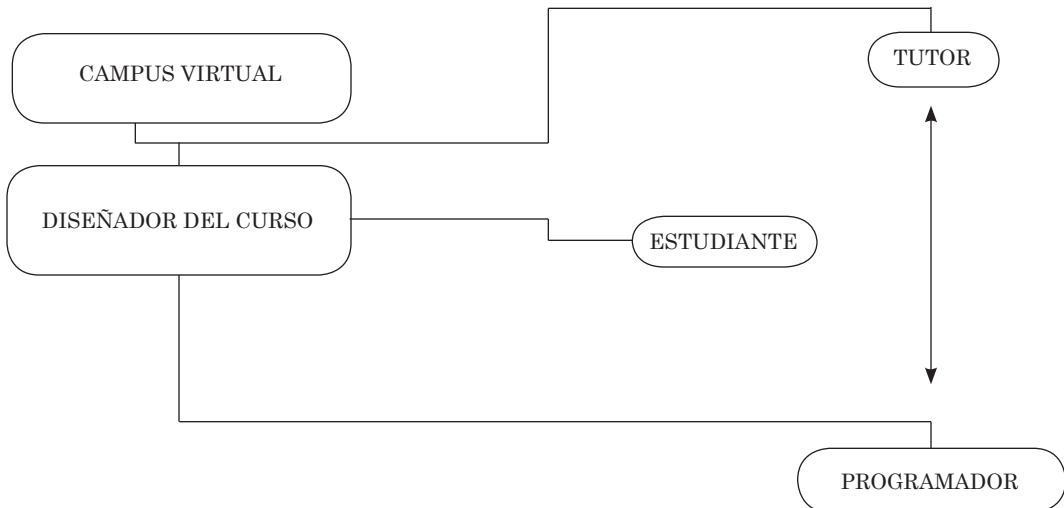 CAMPUS VIRTUAL
TUTOR
DISEÑADOR DEL CURSO
ESTUDIANTE
PROGRAMADOR